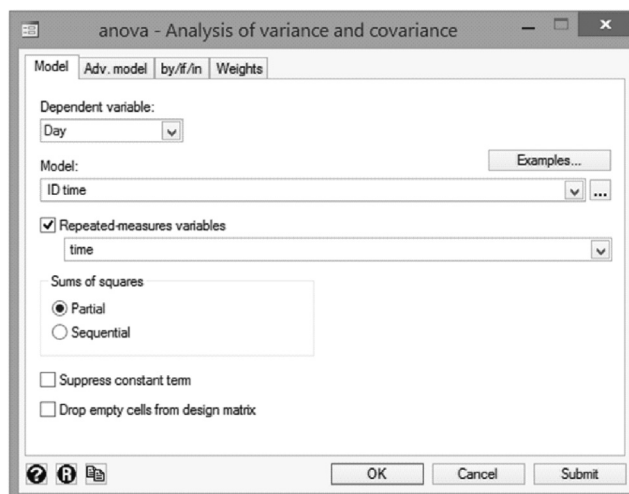 anova - Analysis of variance and covariance
Model Adv. model by/if/in Weights
Dependent variable:
Day
Examples...
Model:
ID time
...
Repeated-measures variables
time
Sums of squares
Partial
Sequential
Suppress constant term
Drop empty cells from design matrix
? R OK Cancel Submit